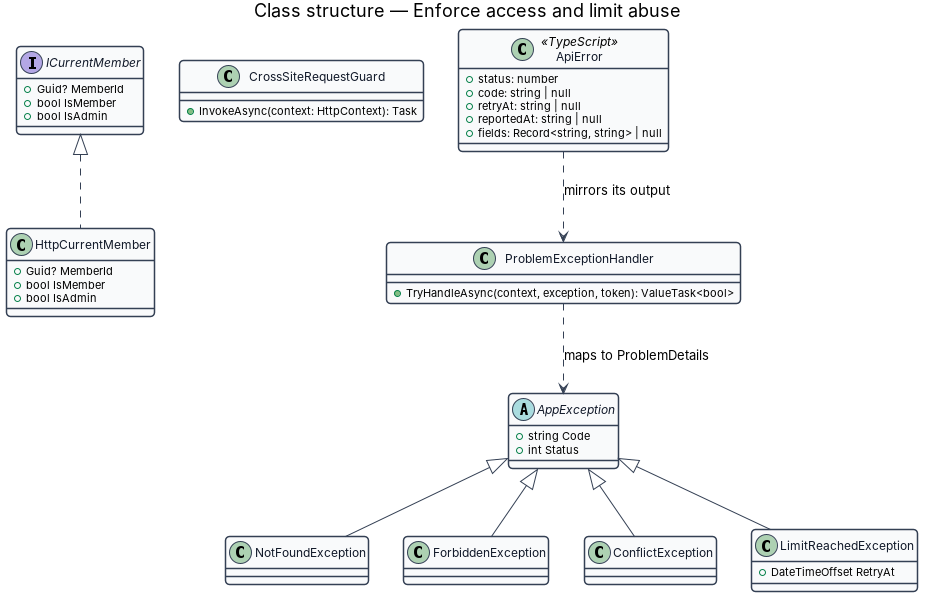 Class structure — Enforce access and limit abuse
I ICurrentMember
Guid? MemberId
bool IsMember
bool IsAdmin
C CrossSiteRequestGuard
InvokeAsync(context: HttpContext): Task
C «TypeScript»
ApiError
status: number
code: string | null
retryAt: string | null
reportedAt: string | null
fields: Record<string, string> | null
mirrors its output
C HttpCurrentMember
Guid? MemberId
bool IsMember
bool IsAdmin
C ProblemExceptionHandler
TryHandleAsync(context, exception, token): ValueTask<bool>
maps to ProblemDetails
A AppException
string Code
int Status
C NotFoundException
C ForbiddenException
C ConflictException
C LimitReachedException
DateTimeOffset RetryAt